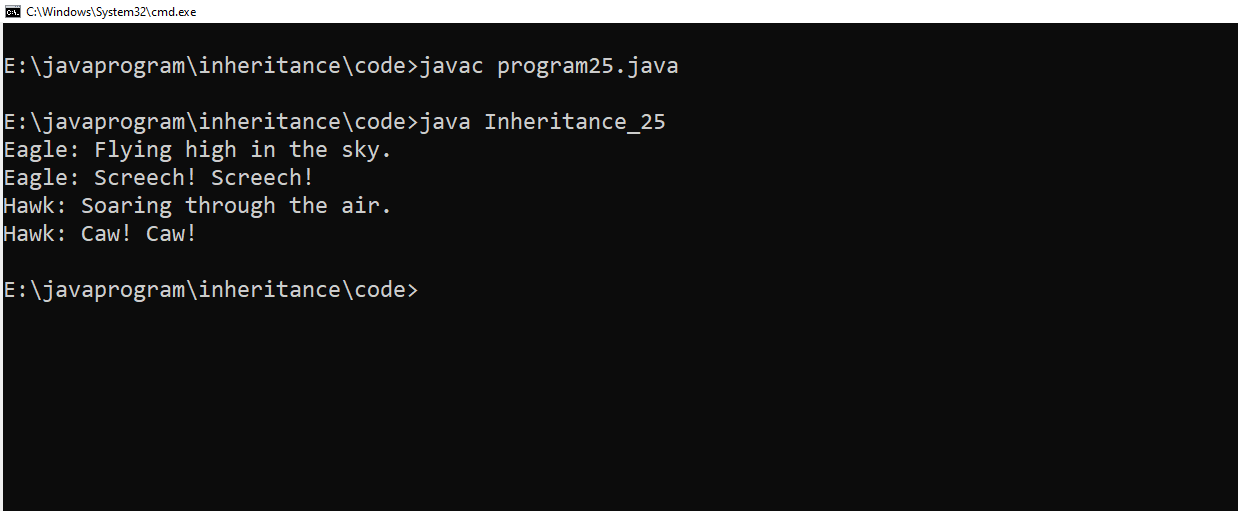 C:\Windows\System32\cmd.exe
E:\javaprogram\inheritance\code>javac program25.java
E:\javaprogram\inheritance\code>java Inheritance_25
Eagle: Flying high in the sky.
Eagle: Screech! Screech!
Hawk: Soaring through the air.
Hawk: Caw! Caw!
E:\javaprogram\inheritance\code>